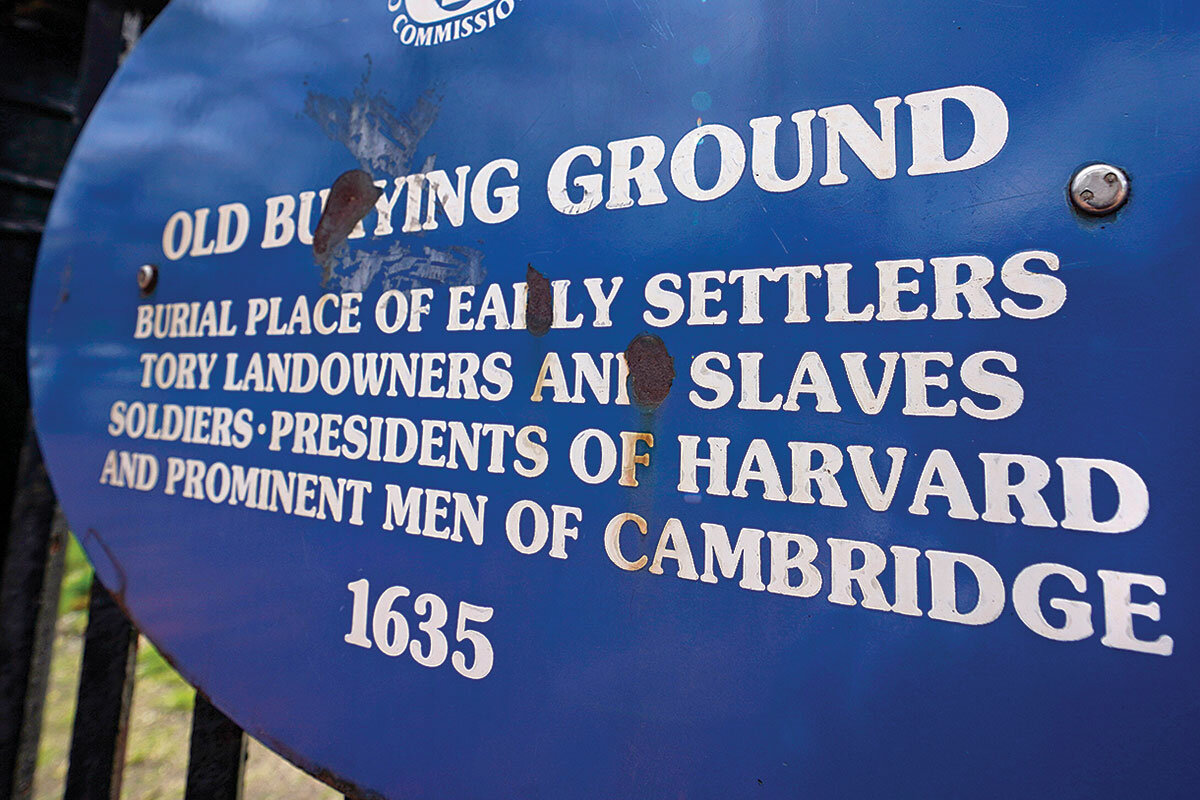 COMMISSION
OLD BURYING GROUND
BURIAL PLACE OF EARLY SETTLERS
TORY LANDOWNERS AND SLAVES
SOLDIERS · PRESIDENTS OF HARVARD
AND PROMINENT MEN OF CAMBRIDGE
1635